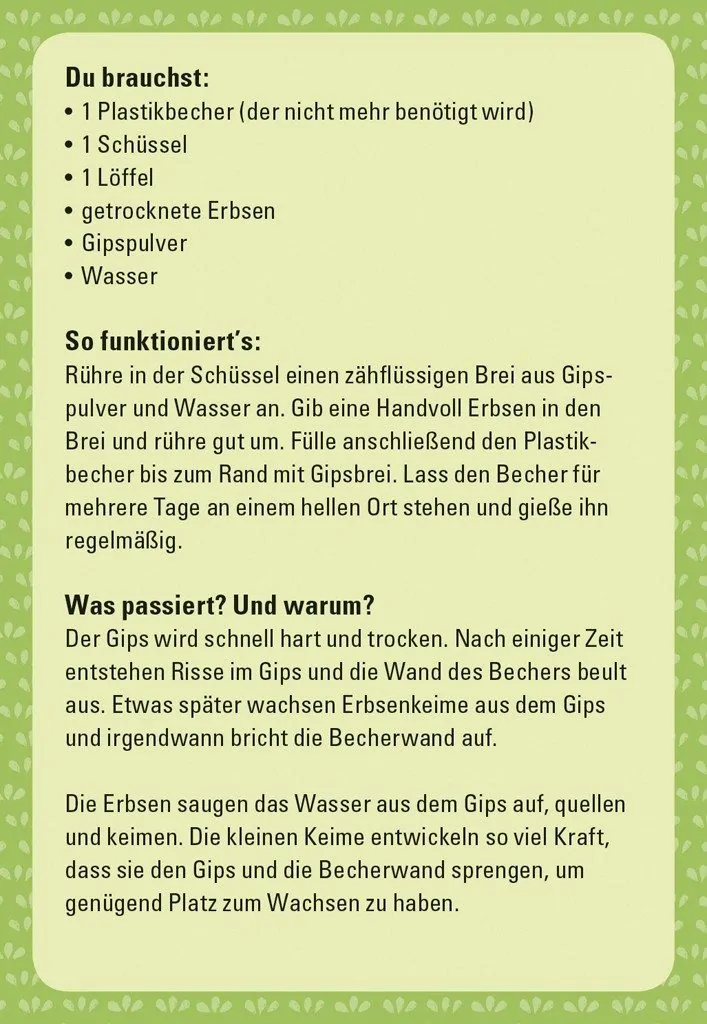 Du brauchst:
• 1 Plastikbecher (der nicht mehr benötigt wird)
• 1 Schüssel
• 1 Löffel
• getrocknete Erbsen
• Gipspulver
• Wasser
So funktioniert’s:
Rühre in der Schüssel einen zähflüssigen Brei aus Gips-
pulver und Wasser an. Gib eine Handvoll Erbsen in den
Brei und rühre gut um. Fülle anschließend den Plastik-
becher bis zum Rand mit Gipsbrei. Lass den Becher für
mehrere Tage an einem hellen Ort stehen und gieße ihn
regelmäßig.
Was passiert? Und warum?
Der Gips wird schnell hart und trocken. Nach einiger Zeit
entstehen Risse im Gips und die Wand des Bechers beult
aus. Etwas später wachsen Erbsenkeime aus dem Gips
und irgendwann bricht die Becherwand auf.
Die Erbsen saugen das Wasser aus dem Gips auf, quellen
und keimen. Die kleinen Keime entwickeln so viel Kraft,
dass sie den Gips und die Becherwand sprengen, um
genügend Platz zum Wachsen zu haben.